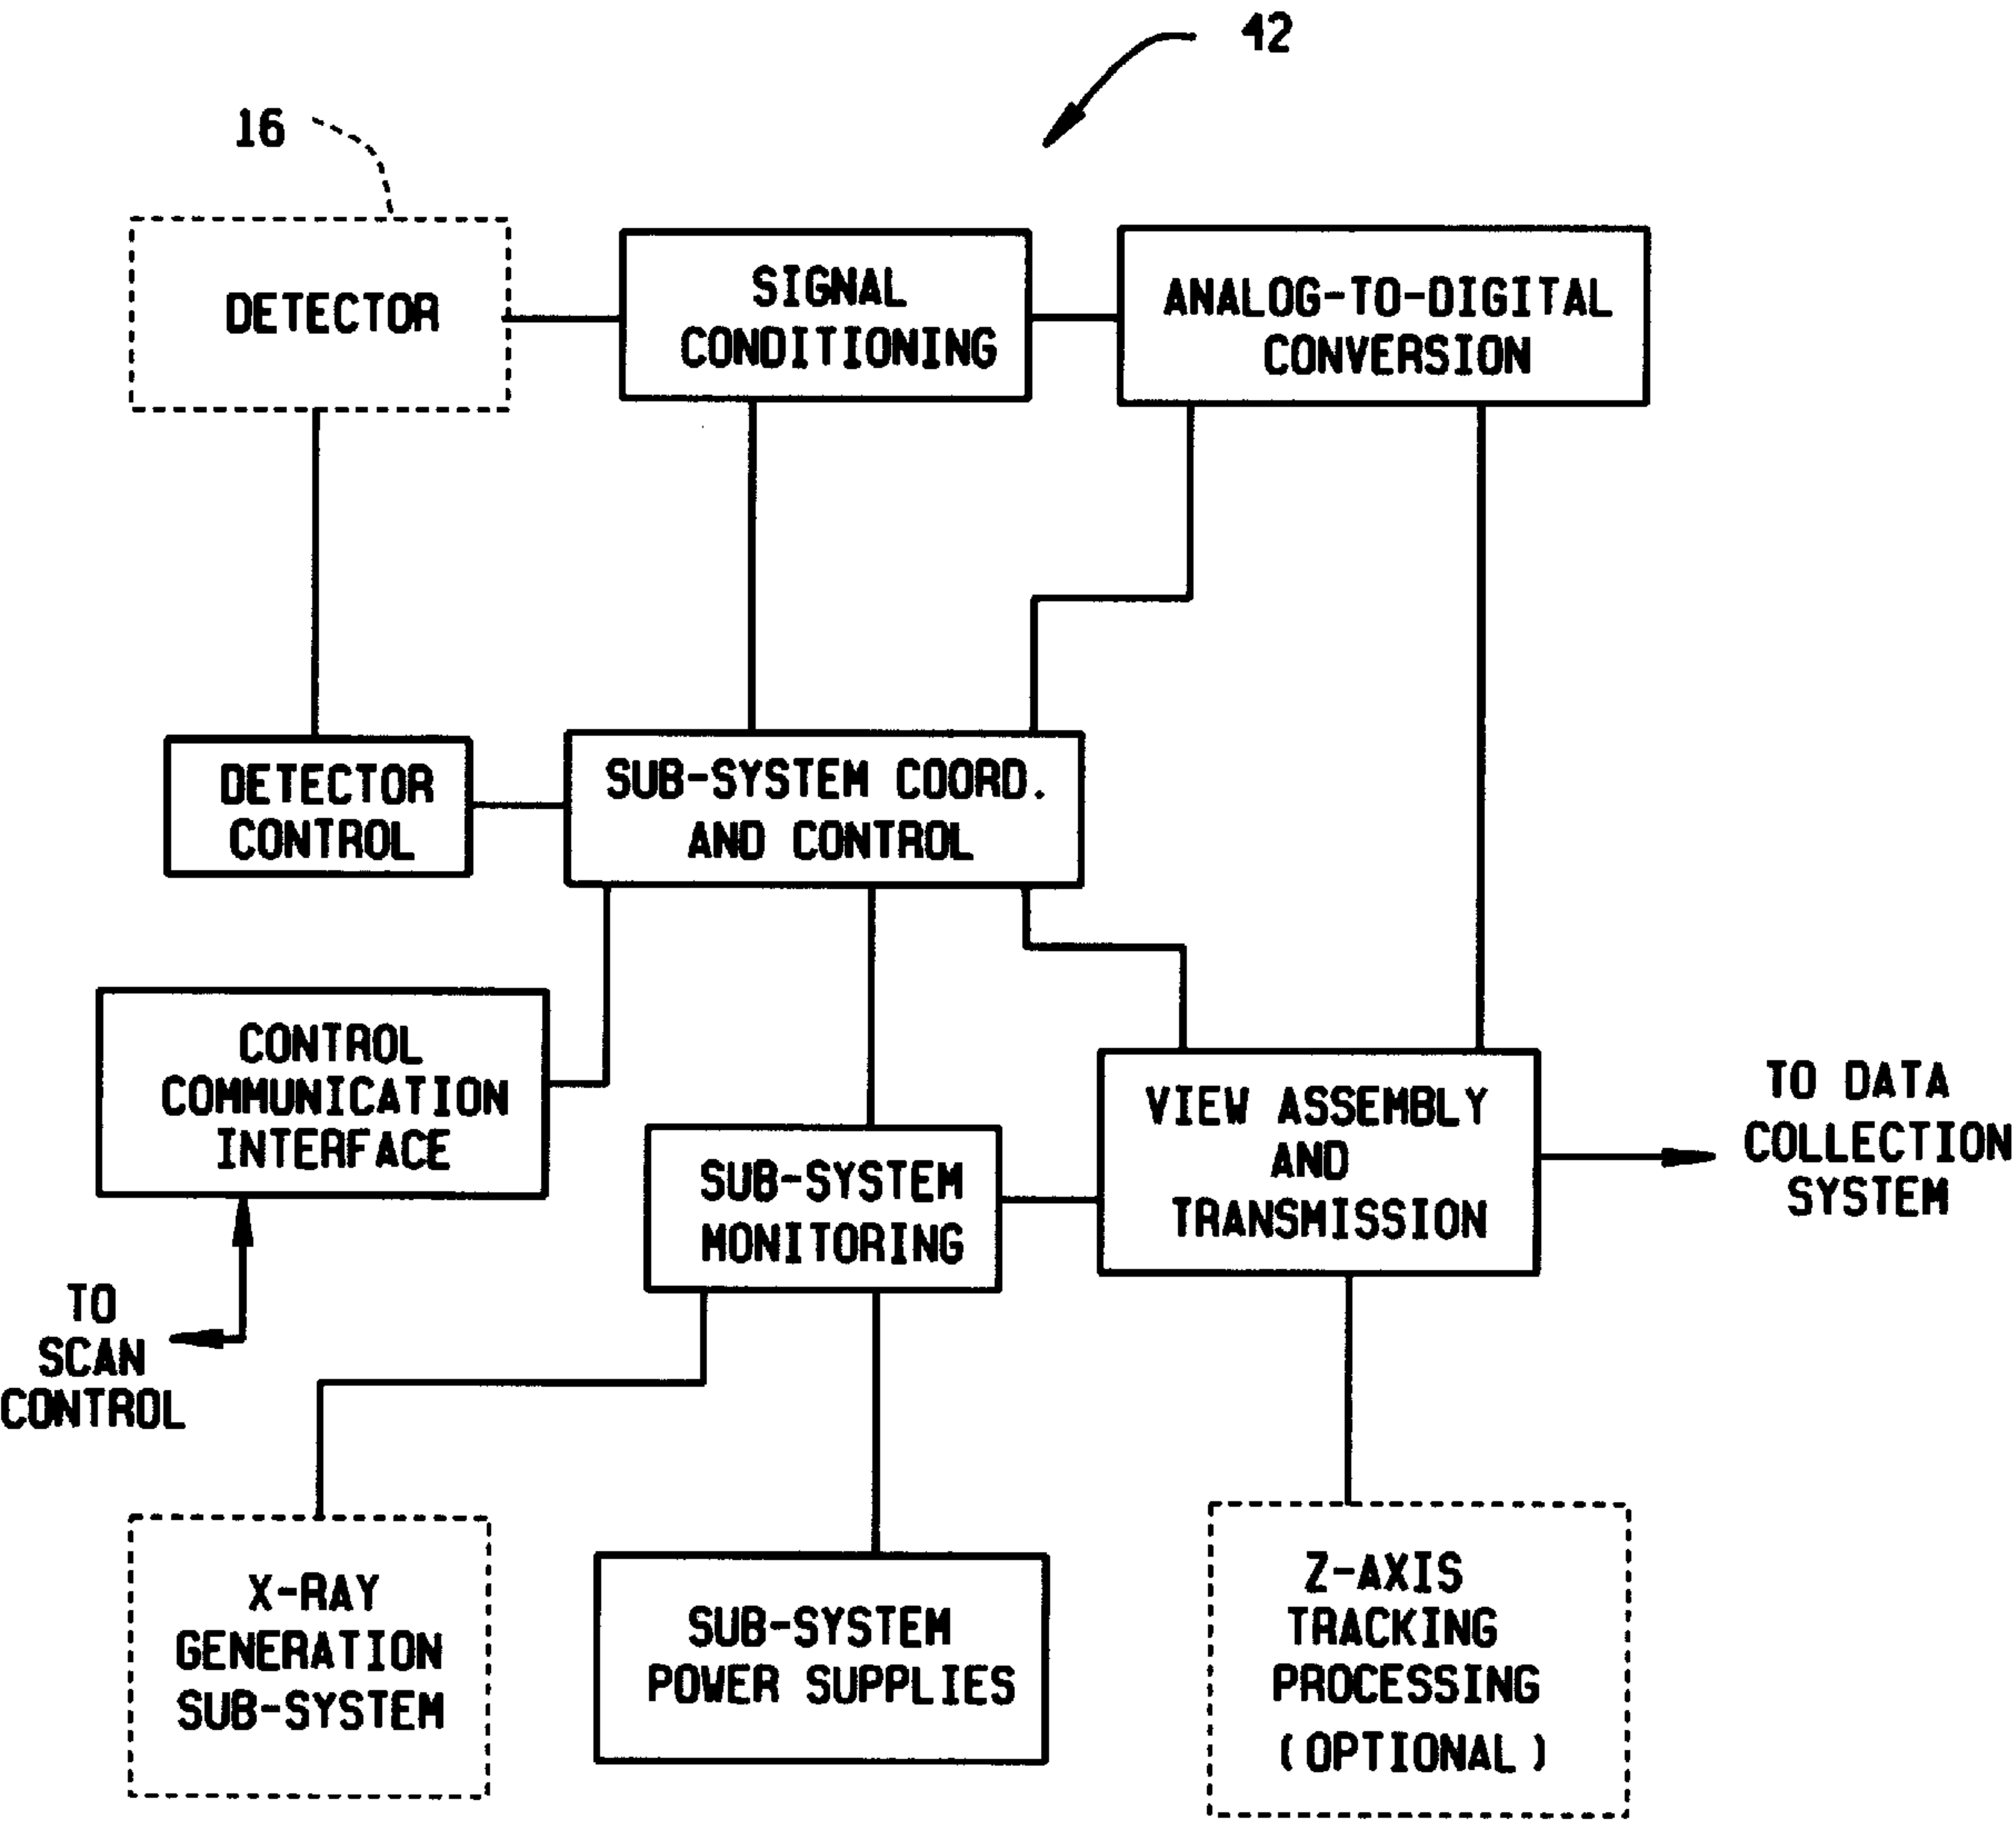 42
16
DETECTOR
SIGNAL
CONDITIONING
ANALOG-TO-DIGITAL
CONVERSION
DETECTOR
CONTROL
SUB-SYSTEM COORD.
AND CONTROL
CONTROL
COMMUNICATION
INTERFACE
SUB-SYSTEM
MONITORING
VIEW ASSEMBLY
AND
TRANSMISSION
TO DATA
COLLECTION
SYSTEM
TO
SCAN
CONTROL
X-RAY
GENERATION
SUB-SYSTEM
SUB-SYSTEM
POWER SUPPLIES
Z-AXIS
TRACKING
PROCESSING
(OPTIONAL)